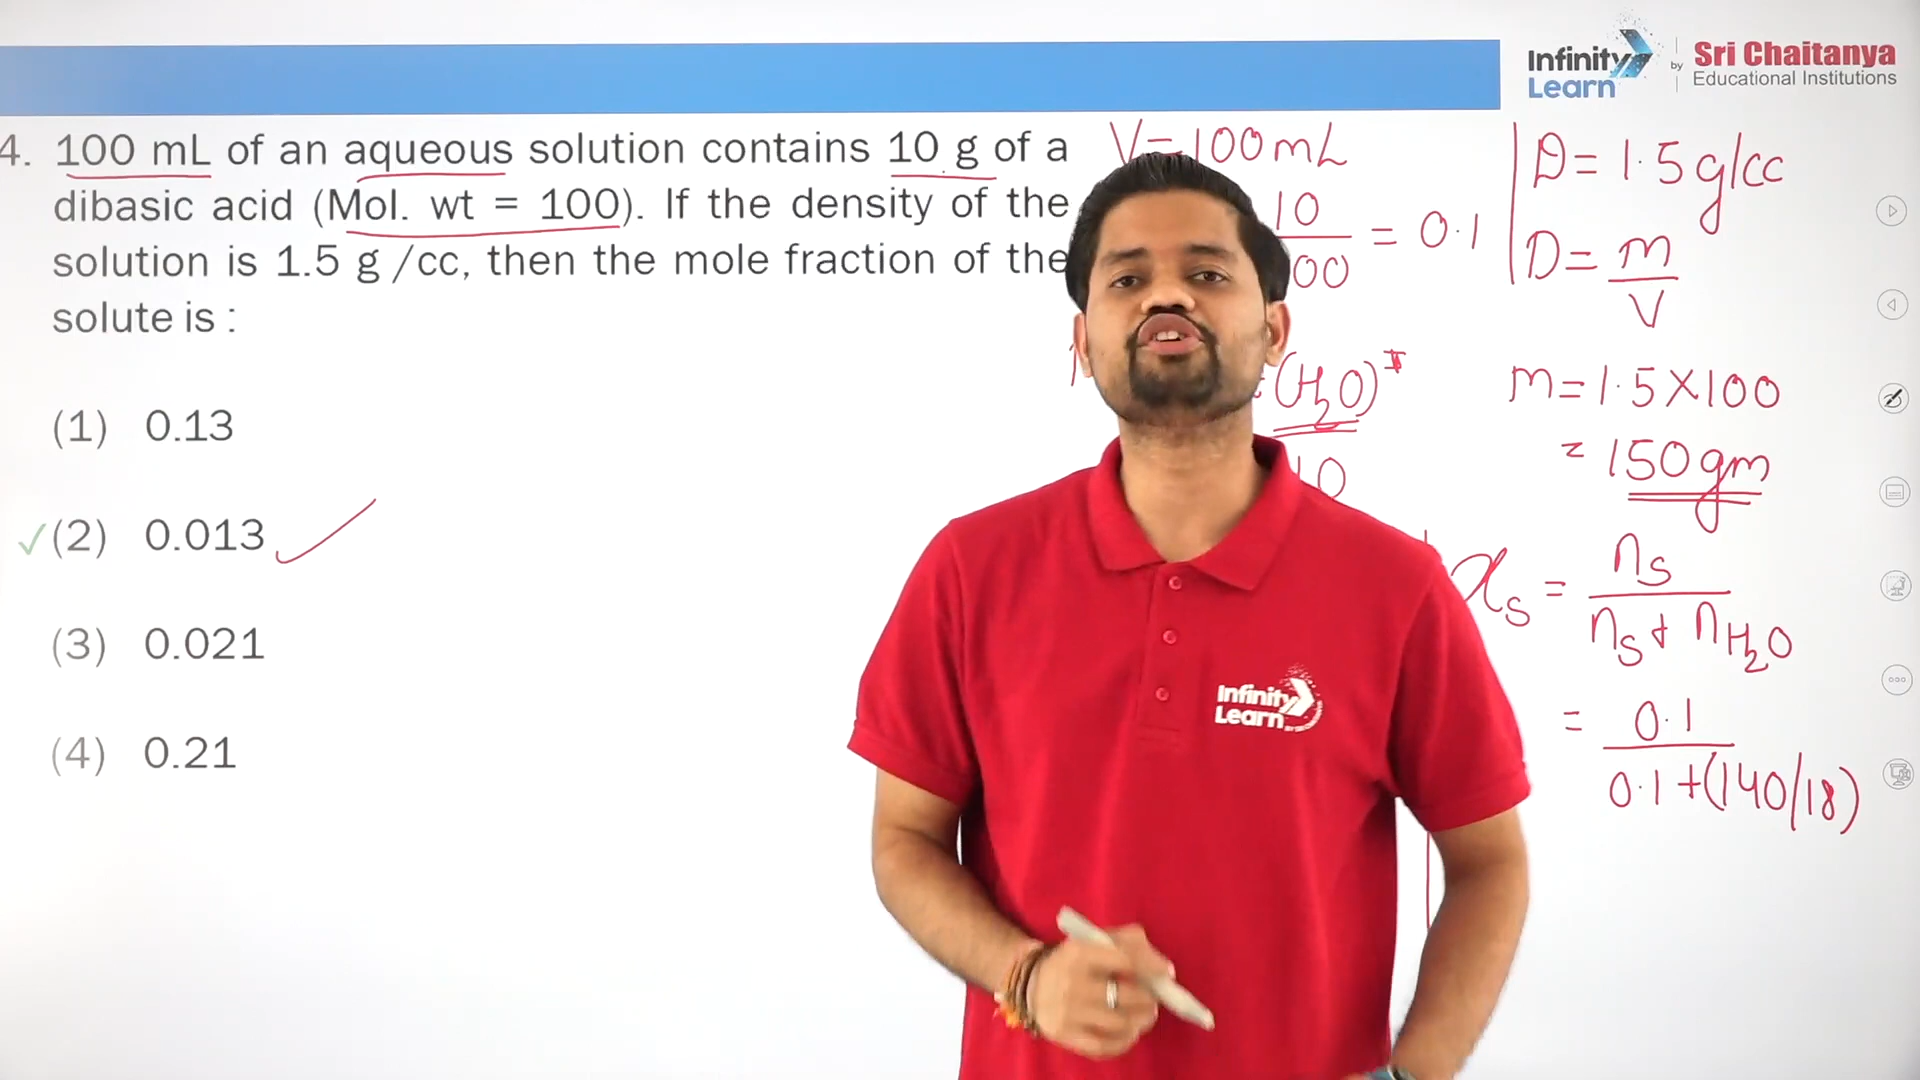 Infinity Learn by Sri Chaitanya Educational Institutions
4. 100 mL of an aqueous solution contains 10 g of a
dibasic acid (Mol. wt = 100). If the density of the
solution is 1.5 g /cc, then the mole fraction of the
solute is :
(1) 0.13
✓(2) 0.013 ✓
(3) 0.021
(4) 0.21
V = 100 mL
10
00 = 0.1
(H₂O)
10
D = 1.5 g/cc
D = m/V
m = 1.5 × 100
= 150 gm
xₛ = nₛ / nₛ + nH₂O
= 0.1 / 0.1 + (140/18)
Infinity
Learn